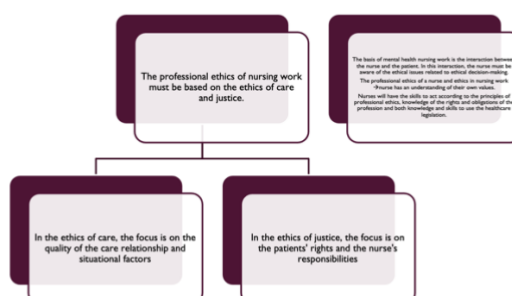 The professional ethics of nursing work
must be based on the ethics of care
and justice.
The basis of mental health nursing work is the interaction between
the nurse and the patient. In this interaction, the nurse must be
aware of the ethical issues related to ethical decision-making.
The professional ethics of a nurse and ethics in nursing work
→nurse has an understanding of their own values.
Nurses will have the skills to act according to the principles of
professional ethics, knowledge of the rights and obligations of the
profession and both knowledge and skills to use the healthcare
legislation.
In the ethics of care, the focus is on the
quality of the care relationship and
situational factors
In the ethics of justice, the focus is on
the patients' rights and the nurse's
responsibilities